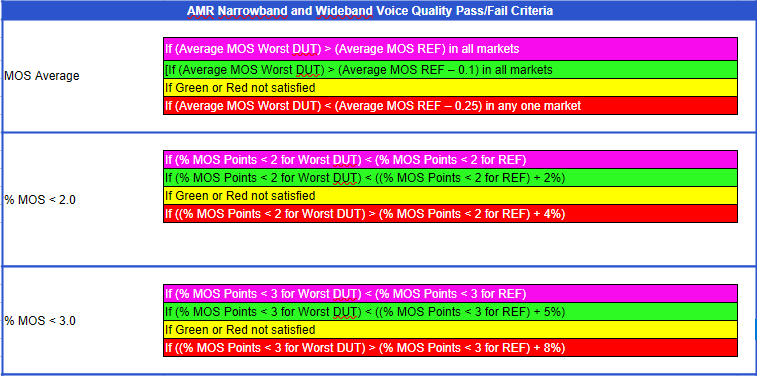 AMR Narrowband and Wideband Voice Quality Pass/Fail Criteria
MOS Average
If (Average MOS Worst DUT) > (Average MOS REF) in all markets
[If (Average MOS Worst DUT) > (Average MOS REF – 0.1) in all markets
If Green or Red not satisfied
If (Average MOS Worst DUT) < (Average MOS REF – 0.25) in any one market
% MOS < 2.0
If (% MOS Points < 2 for Worst DUT) < (% MOS Points < 2 for REF)
If (% MOS Points < 2 for Worst DUT) < ((% MOS Points < 2 for REF) + 2%)
If Green or Red not satisfied
If ((% MOS Points < 2 for Worst DUT) > (% MOS Points < 2 for REF) + 4%)
% MOS < 3.0
If (% MOS Points < 3 for Worst DUT) < (% MOS Points < 3 for REF)
If (% MOS Points < 3 for Worst DUT) < ((% MOS Points < 3 for REF) + 5%)
If Green or Red not satisfied
If ((% MOS Points < 3 for Worst DUT) > (% MOS Points < 3 for REF) + 8%)